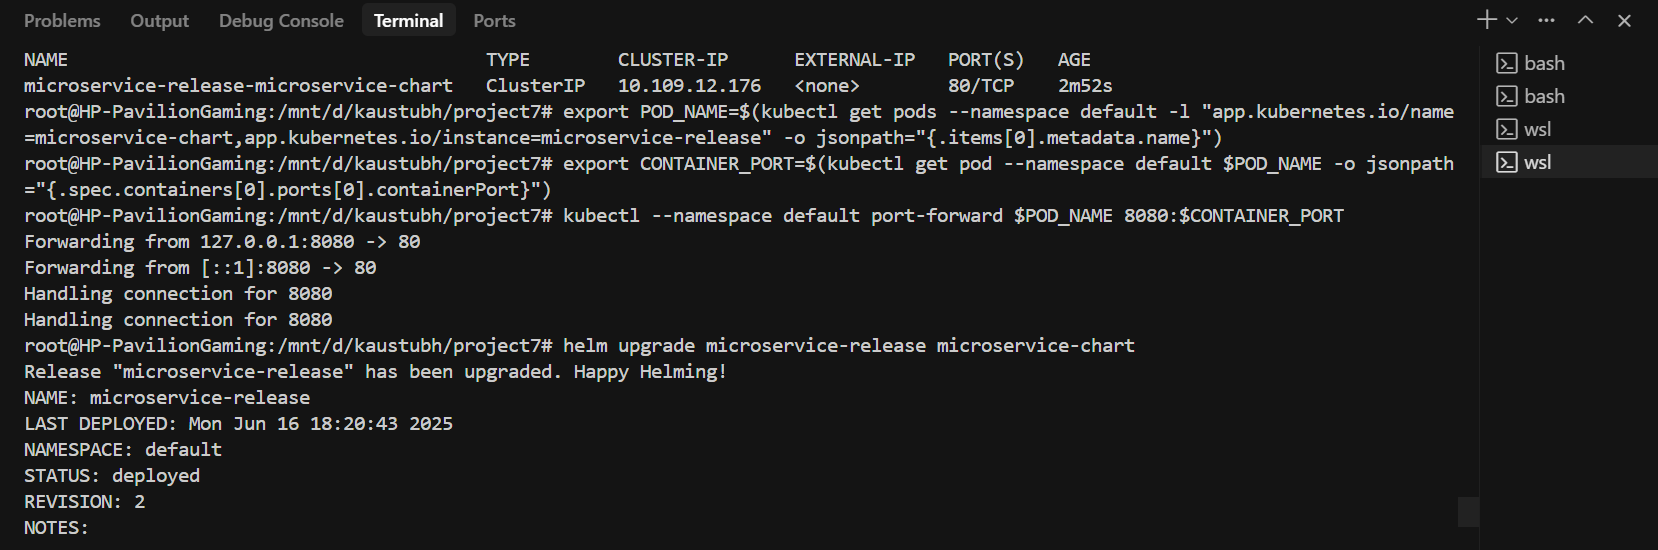 Problems Output Debug Console Terminal Ports
NAME TYPE CLUSTER-IP EXTERNAL-IP PORT(S) AGE
microservice-release-microservice-chart ClusterIP 10.109.12.176 <none> 80/TCP 2m52s
root@HP-PavilionGaming:/mnt/d/kaustubh/project7# export POD_NAME=$(kubectl get pods --namespace default -l "app.kubernetes.io/name
=microservice-chart,app.kubernetes.io/instance=microservice-release" -o jsonpath="{.items[0].metadata.name}")
root@HP-PavilionGaming:/mnt/d/kaustubh/project7# export CONTAINER_PORT=$(kubectl get pod --namespace default $POD_NAME -o jsonpath
="{.spec.containers[0].ports[0].containerPort}")
root@HP-PavilionGaming:/mnt/d/kaustubh/project7# kubectl --namespace default port-forward $POD_NAME 8080:$CONTAINER_PORT
Forwarding from 127.0.0.1:8080 -> 80
Forwarding from [::1]:8080 -> 80
Handling connection for 8080
Handling connection for 8080
root@HP-PavilionGaming:/mnt/d/kaustubh/project7# helm upgrade microservice-release microservice-chart
Release "microservice-release" has been upgraded. Happy Helming!
NAME: microservice-release
LAST DEPLOYED: Mon Jun 16 18:20:43 2025
NAMESPACE: default
STATUS: deployed
REVISION: 2
NOTES:
bash
bash
wsl
wsl